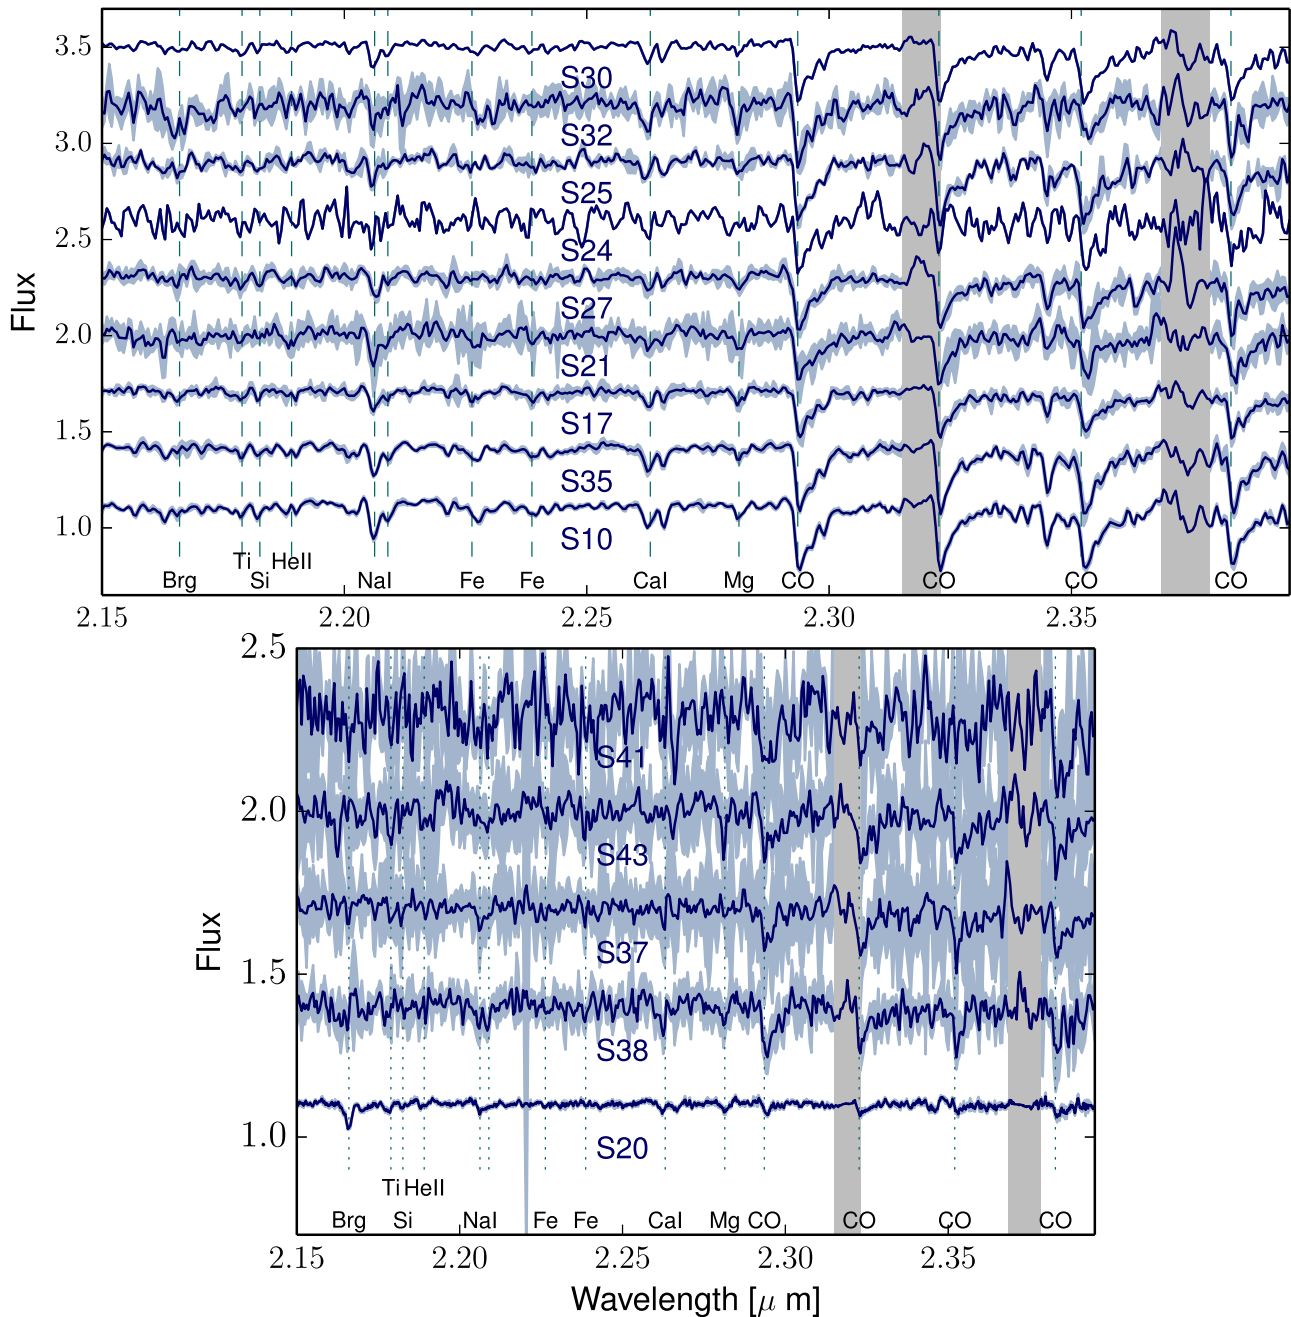 3.5
S30
3.0
S32
S25
2.5
S24
Flux
S27
2.0
S21
S17
1.5
S35
1.0
S10
Ti HeII
Brg Si NaI Fe Fe CaI Mg CO CO CO CO
2.15 2.20 2.25 2.30 2.35
2.5
S41
2.0
S43
Flux
S37
1.5
S38
1.0
S20
Ti HeII
Brg Si NaI Fe Fe CaI Mg CO CO CO CO
2.15 2.20 2.25 2.30 2.35
Wavelength [μ m]